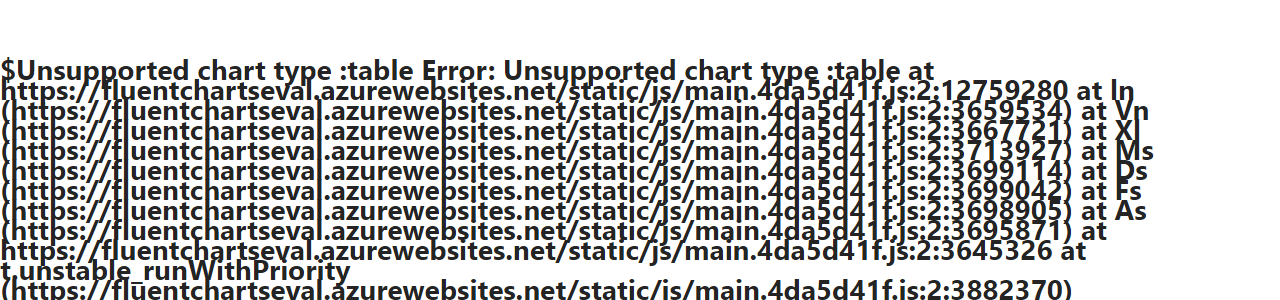 $Unsupported chart type :table Error: Unsupported chart type :table at
https://fluentchartseval.azurewebsites.net/static/js/main.4da5d41f.js:2:12759280 at ln
(https://fluentchartseval.azurewebsites.net/static/js/main.4da5d41f.js:2:3659534) at Vn
(https://fluentchartseval.azurewebsites.net/static/js/main.4da5d41f.js:2:3667721) at Xl
(https://fluentchartseval.azurewebsites.net/static/js/main.4da5d41f.js:2:3713927) at Ms
(https://fluentchartseval.azurewebsites.net/static/js/main.4da5d41f.js:2:3699114) at Ds
(https://fluentchartseval.azurewebsites.net/static/js/main.4da5d41f.js:2:3699042) at Fs
(https://fluentchartseval.azurewebsites.net/static/js/main.4da5d41f.js:2:3698905) at As
(https://fluentchartseval.azurewebsites.net/static/js/main.4da5d41f.js:2:3695871) at
https://fluentchartseval.azurewebsites.net/static/js/main.4da5d41f.js:2:3645326 at
t.unstable_runWithPriority
(https://fluentchartseval.azurewebsites.net/static/js/main.4da5d41f.js:2:3882370)